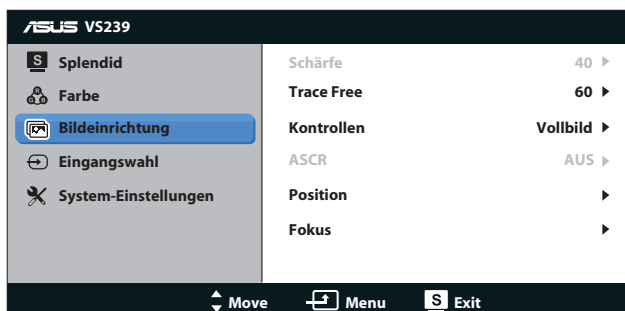 ASUS VS239
S Splendid
Farbe
Bildeinrichtung
Eingangswahl
System-Einstellungen
Schärfe 40
Trace Free 60
Kontrollen Vollbild
ASCR AUS
Position
Fokus
Move Menu S Exit